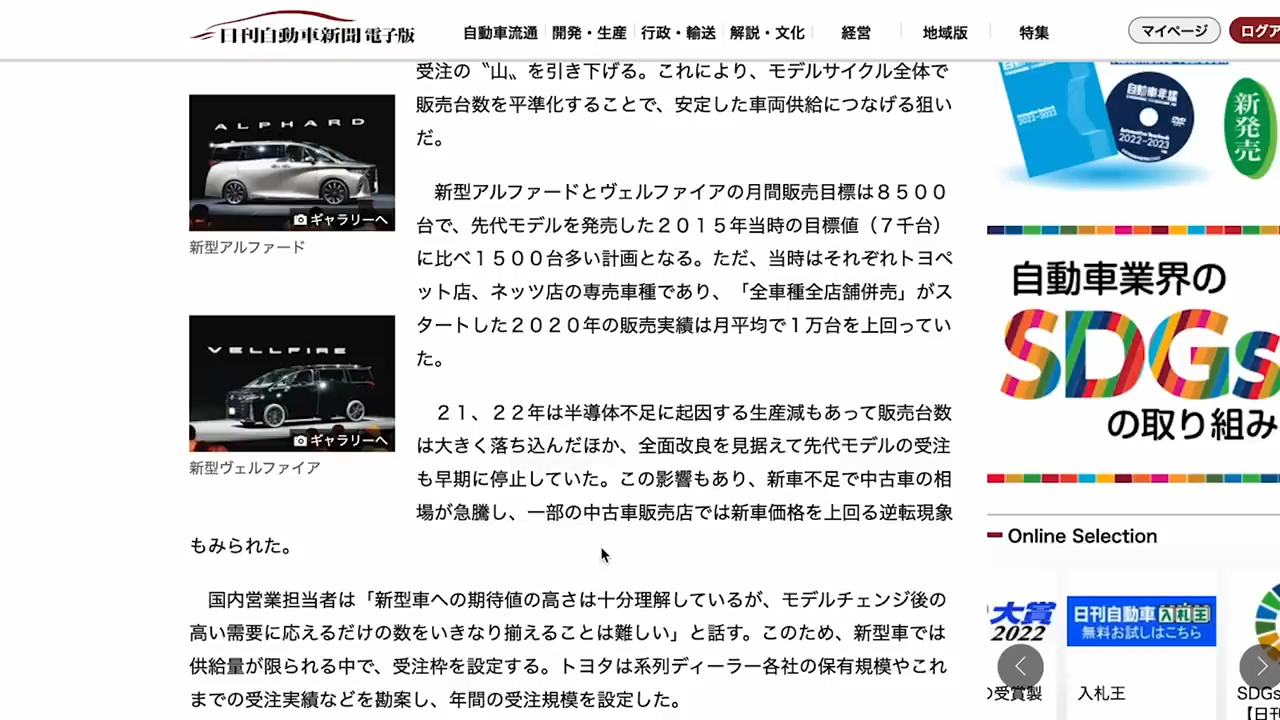 日刊自動車新聞 電子版
自動車流通 開発・生産 行政・輸送 解説・文化 経営 地域版 特集
マイページ
ログア
受注の〝山〟を引き下げる。これにより、モデルサイクル全体で
販売台数を平準化することで、安定した車両供給につなげる狙い
だ。
ALPHARD
ギャラリーへ
新型アルファード
新型アルファードとヴェルファイアの月間販売目標は８５００
台で、先代モデルを発売した２０１５年当時の目標値（７千台）
に比べ１５００台多い計画となる。ただ、当時はそれぞれトヨペ
ット店、ネッツ店の専売車種であり、「全車種全店舗併売」がス
タートした２０２０年の販売実績は月平均で１万台を上回ってい
た。
VELLFIRE
ギャラリーへ
新型ヴェルファイア
２１、２２年は半導体不足に起因する生産減もあって販売台数
は大きく落ち込んだほか、全面改良を見据えて先代モデルの受注
も早期に停止していた。この影響もあり、新車不足で中古車の相
場が急騰し、一部の中古車販売店では新車価格を上回る逆転現象
もみられた。
国内営業担当者は「新型車への期待値の高さは十分理解しているが、モデルチェンジ後の
高い需要に応えるだけの数をいきなり揃えることは難しい」と話す。このため、新型車では
供給量が限られる中で、受注枠を設定する。トヨタは系列ディーラー各社の保有規模やこれ
までの受注実績などを勘案し、年間の受注規模を設定した。
自動車年鑑
2022-2023
新発売
自動車業界の
SDGs
の取り組み
Online Selection
大賞
2022
の受賞製
日刊自動車 入札王
無料お試しはこちら
入札王
SDGs
【日刊